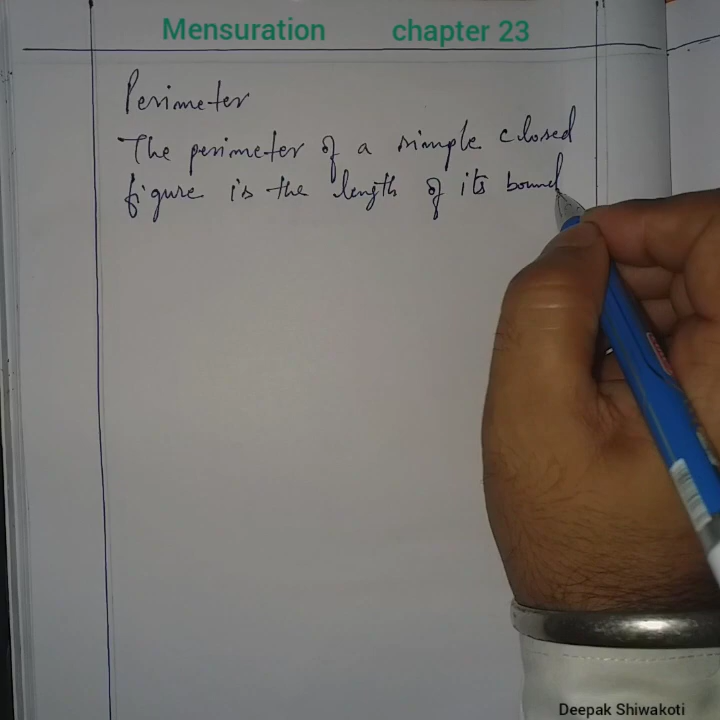 Mensuration chapter 23
Perimeter
The perimeter of a simple closed
figure is the length of its bound
Deepak Shiwakoti